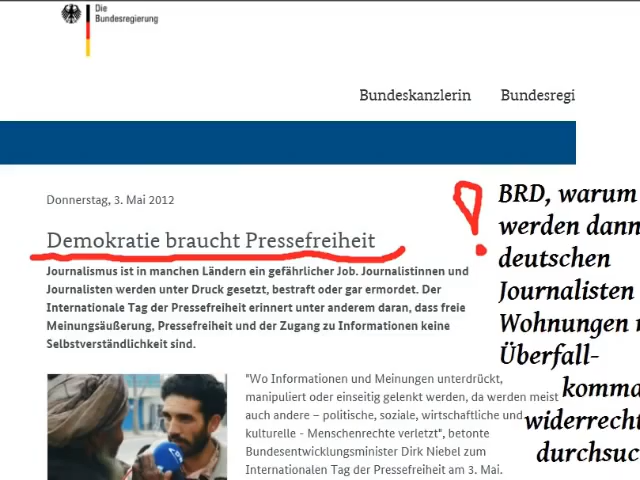 Die
Bundesregierung
Bundeskanzlerin Bundesregi
Donnerstag, 3. Mai 2012
Demokratie braucht Pressefreiheit
Journalismus ist in manchen Ländern ein gefährlicher Job. Journalistinnen und
Journalisten werden unter Druck gesetzt, bestraft oder gar ermordet. Der
Internationale Tag der Pressefreiheit erinnert unter anderem daran, dass freie
Meinungsäußerung, Pressefreiheit und der Zugang zu Informationen keine
Selbstverständlichkeit sind.
"Wo Informationen und Meinungen unterdrückt,
manipuliert oder einseitig gelenkt werden, da werden meist
auch andere – politische, soziale, wirtschaftliche und
kulturelle - Menschenrechte verletzt", betonte
Bundesentwicklungsminister Dirk Niebel zum
Internationalen Tag der Pressefreiheit am 3. Mai.
!
BRD, warum
werden dann
deutschen
Journalisten
Wohnungen
Überfall-
komma
widerrecht
durchsuc